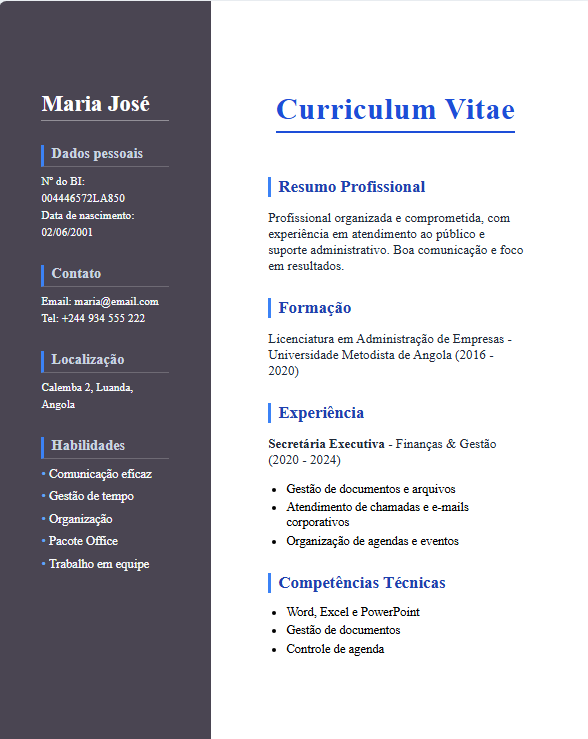 Maria José
Dados pessoais
Nº do BI:
004446572LA850
Data de nascimento:
02/06/2001
Contato
Email: maria@email.com
Tel: +244 934 555 222
Localização
Calemba 2, Luanda,
Angola
Habilidades
• Comunicação eficaz
• Gestão de tempo
• Organização
• Pacote Office
• Trabalho em equipe
Curriculum Vitae
Resumo Profissional
Profissional organizada e comprometida, com
experiência em atendimento ao público e
suporte administrativo. Boa comunicação e foco
em resultados.
Formação
Licenciatura em Administração de Empresas -
Universidade Metodista de Angola (2016 -
2020)
Experiência
Secretária Executiva - Finanças & Gestão
(2020 - 2024)
• Gestão de documentos e arquivos
• Atendimento de chamadas e e-mails
corporativos
• Organização de agendas e eventos
Competências Técnicas
• Word, Excel e PowerPoint
• Gestão de documentos
• Controle de agenda